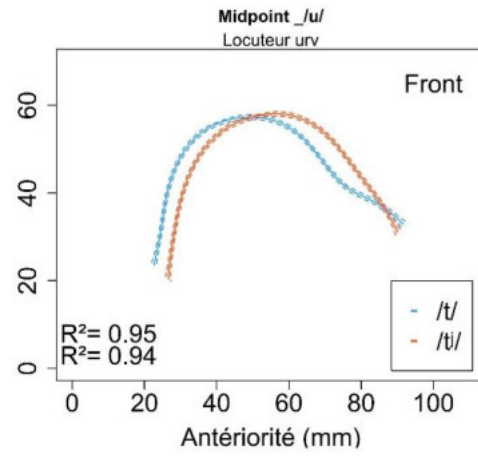 Midpoint _/u/
Locuteur urv
Front
60
40
20
0
/t/
/tʲ/
R²= 0.95
R²= 0.94
0 20 40 60 80 100
Antériorité (mm)